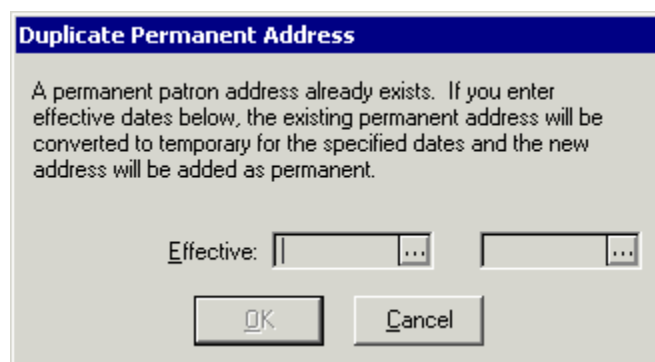 Duplicate Permanent Address
A permanent patron address already exists.  If you enter
effective dates below, the existing permanent address will be
converted to temporary for the specified dates and the new
address will be added as permanent.
Effective: ... ...
OK Cancel